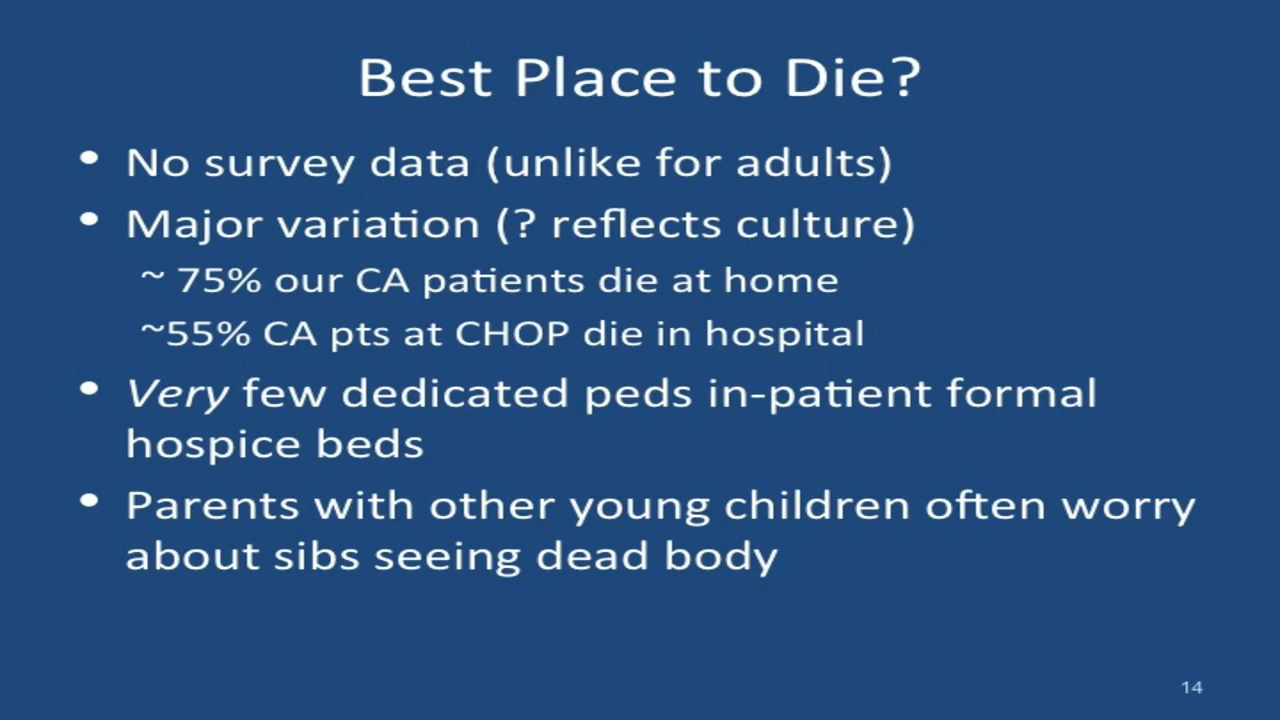 Best Place to Die?
• No survey data (unlike for adults)
• Major variation (? reflects culture)
~ 75% our CA patients die at home
~55% CA pts at CHOP die in hospital
• Very few dedicated peds in-patient formal
hospice beds
• Parents with other young children often worry
about sibs seeing dead body
14